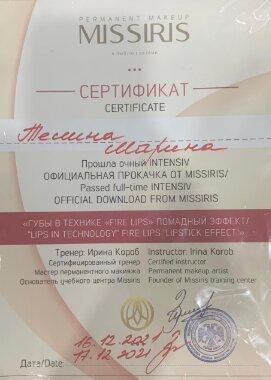 PERMANENT MAKEUP
MISSIRIS
СЕРТИФИКАТ
CERTIFICATE
Марина
Прошла очный INTENSIV
ОФИЦИАЛЬНАЯ ПРОКАЧКА ОТ MISSIRIS/
Passed full-time INTENSIV
OFFICIAL DOWNLOAD FROM MISSIRIS
«ГУБЫ В ТЕХНИКЕ «FIRE LIPS» ПОМАДНЫЙ ЭФФЕКТ/
"LIPS IN TECHNOLOGY" FIRE LIPS "LIPSTICK EFFECT"»
Тренер: Ирина Короб Instructor: Irina Korob
Сертифицированный тренер Certified instructor
Мастер перманентного макияжа Permanent makeup artist
Основатель учебного центра Missiris Founder of Missiris training center
16.12.2021
Дата/Date: 17.12.2021